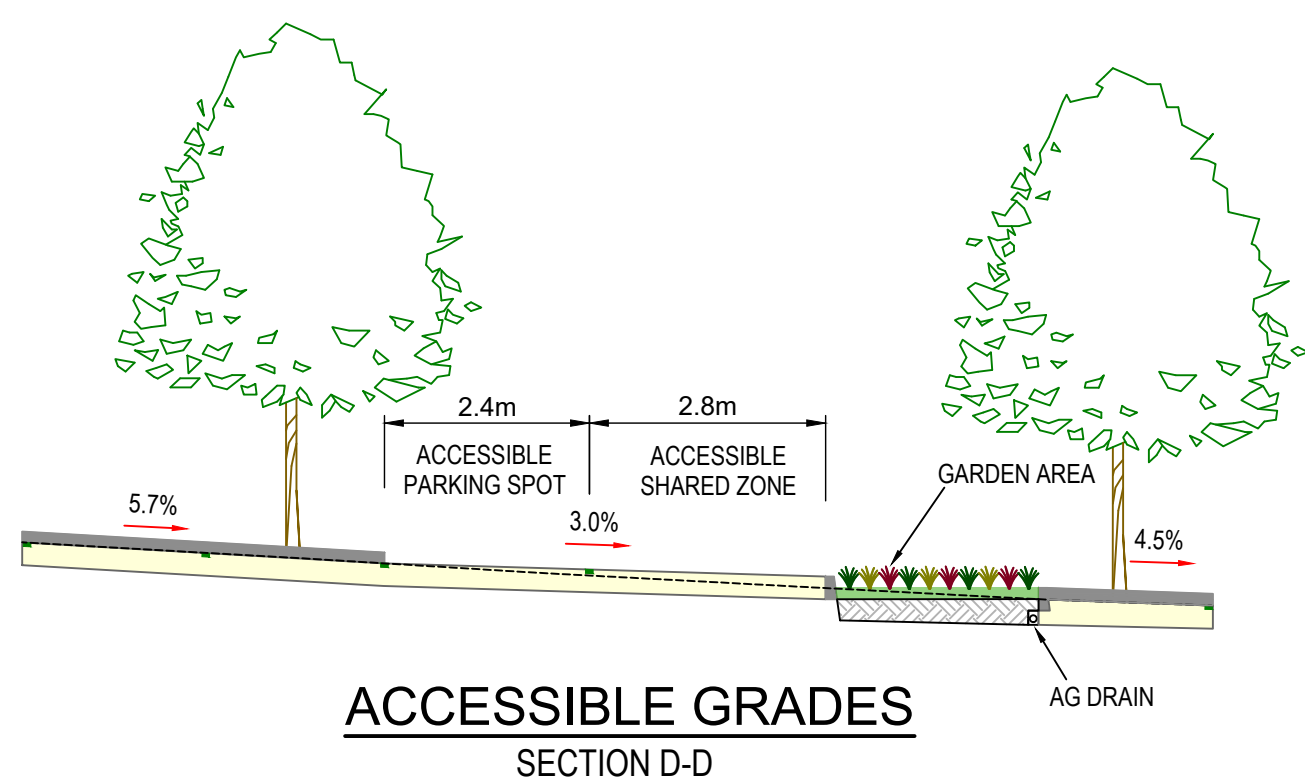 2.4m
2.8m
ACCESSIBLE
PARKING SPOT
ACCESSIBLE
SHARED ZONE
GARDEN AREA
5.7%
3.0%
4.5%
AG DRAIN
ACCESSIBLE GRADES
SECTION D-D